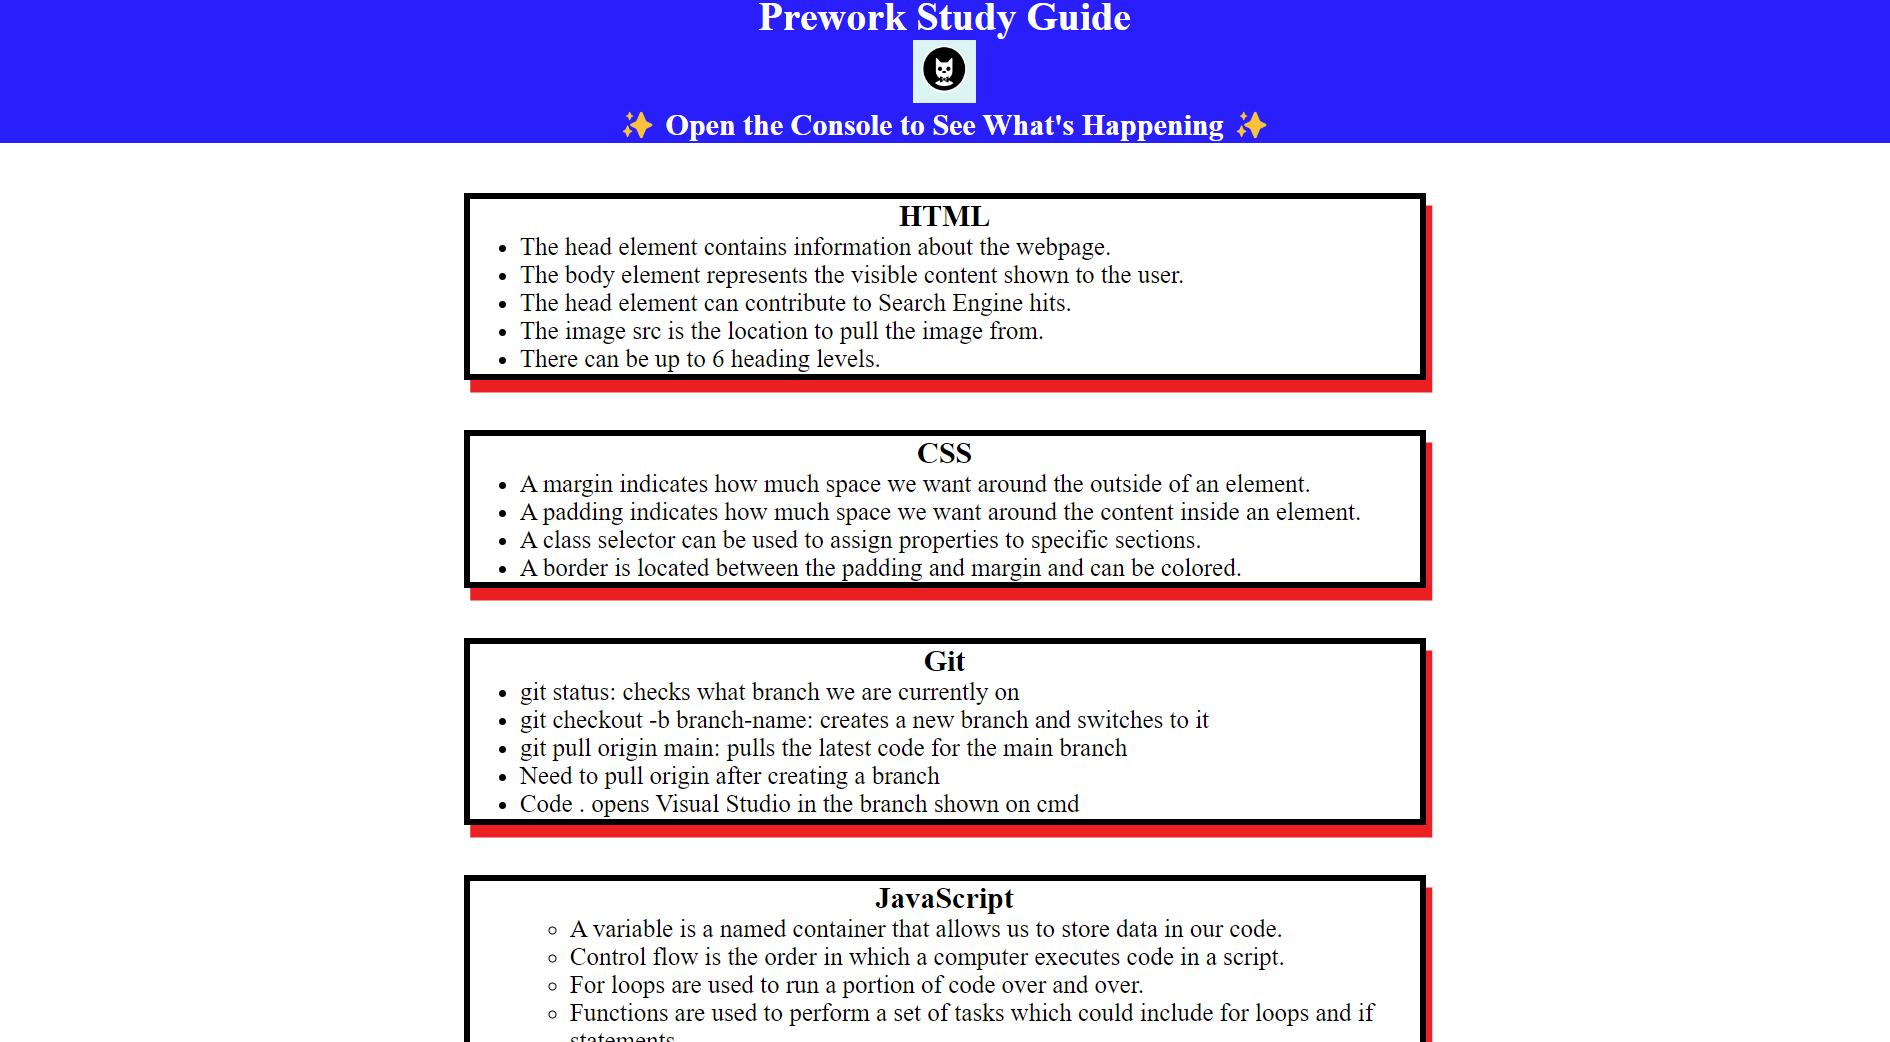 Prework Study Guide
✨ Open the Console to See What's Happening ✨
HTML
• The head element contains information about the webpage.
• The body element represents the visible content shown to the user.
• The head element can contribute to Search Engine hits.
• The image src is the location to pull the image from.
• There can be up to 6 heading levels.
CSS
• A margin indicates how much space we want around the outside of an element.
• A padding indicates how much space we want around the content inside an element.
• A class selector can be used to assign properties to specific sections.
• A border is located between the padding and margin and can be colored.
Git
• git status: checks what branch we are currently on
• git checkout -b branch-name: creates a new branch and switches to it
• git pull origin main: pulls the latest code for the main branch
• Need to pull origin after creating a branch
• Code . opens Visual Studio in the branch shown on cmd
JavaScript
◦ A variable is a named container that allows us to store data in our code.
◦ Control flow is the order in which a computer executes code in a script.
◦ For loops are used to run a portion of code over and over.
◦ Functions are used to perform a set of tasks which could include for loops and if
statements.